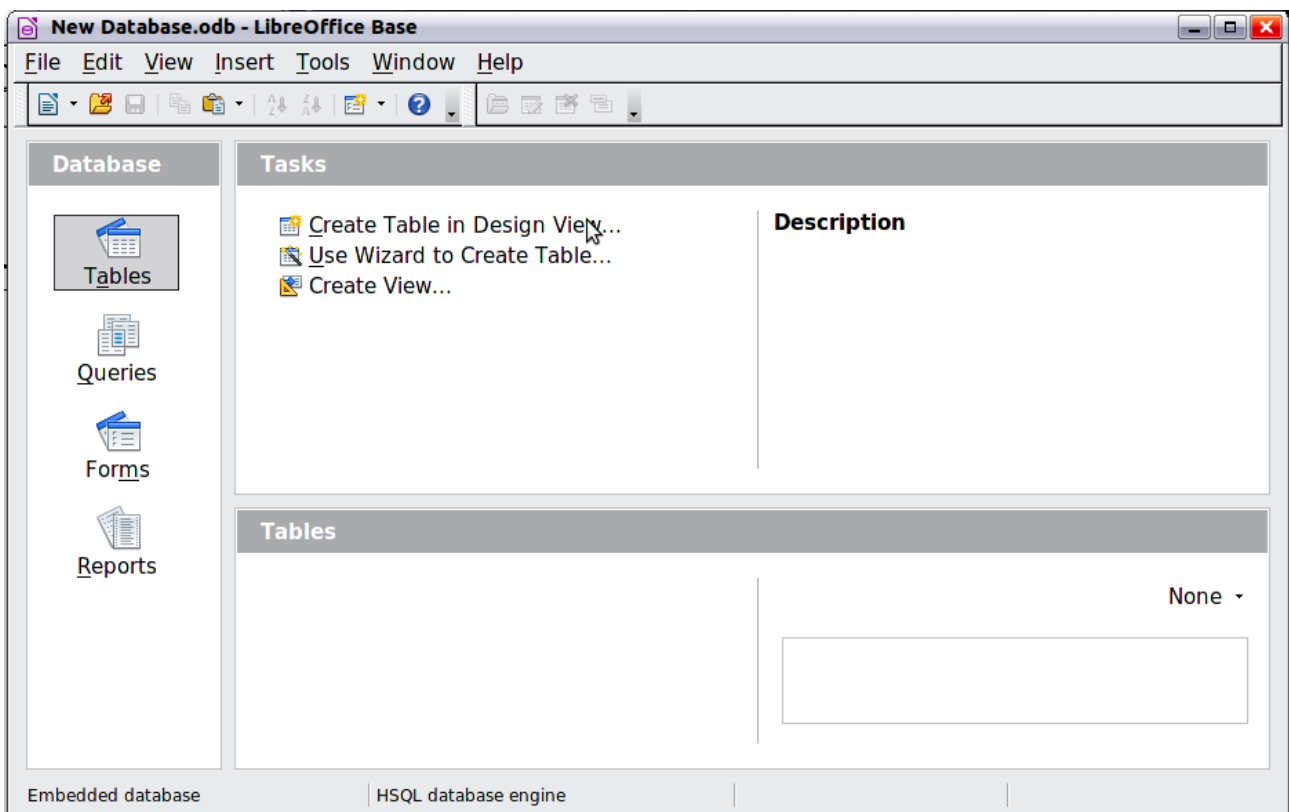 New Database.odb - LibreOffice Base
File Edit View Insert Tools Window Help
Database
Tables
Queries
Forms
Reports
Tasks
Create Table in Design View...
Use Wizard to Create Table...
Create View...
Description
Tables
None
Embedded database
HSQL database engine